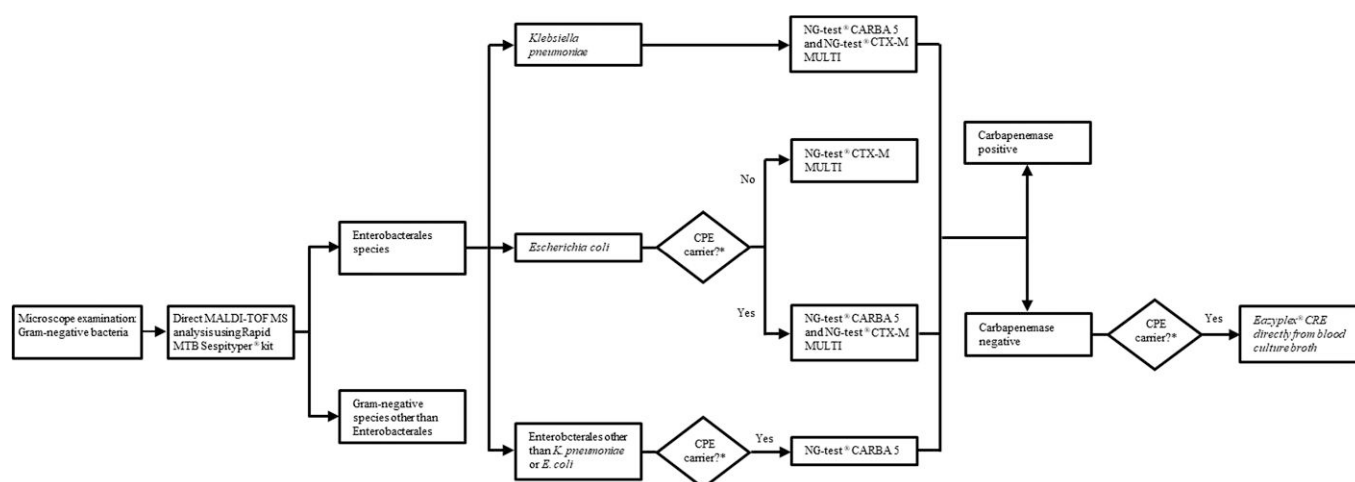 Microscope examination:
Gram-negative bacteria
Direct MALDI-TOF MS
analysis using Rapid
MTB Sespityper® kit
Enterobacterales
species
Gram-negative
species other than
Enterobacterales
Klebsiella
pneumoniae
NG-test® CARBA 5
and NG-test® CTX-M
MULTI
Escherichia coli
CPE
carrier?*
No
NG-test® CTX-M
MULTI
Yes
NG-test® CARBA 5
and NG-test® CTX-M
MULTI
Enterobcterales other
than K. pneumoniae
or E. coli
CPE
carrier?*
Yes
NG-test® CARBA 5
Carbapenemase
positive
Carbapenemase
negative
CPE
carrier?*
Yes
Eazyplex® CRE
directly from blood
culture broth